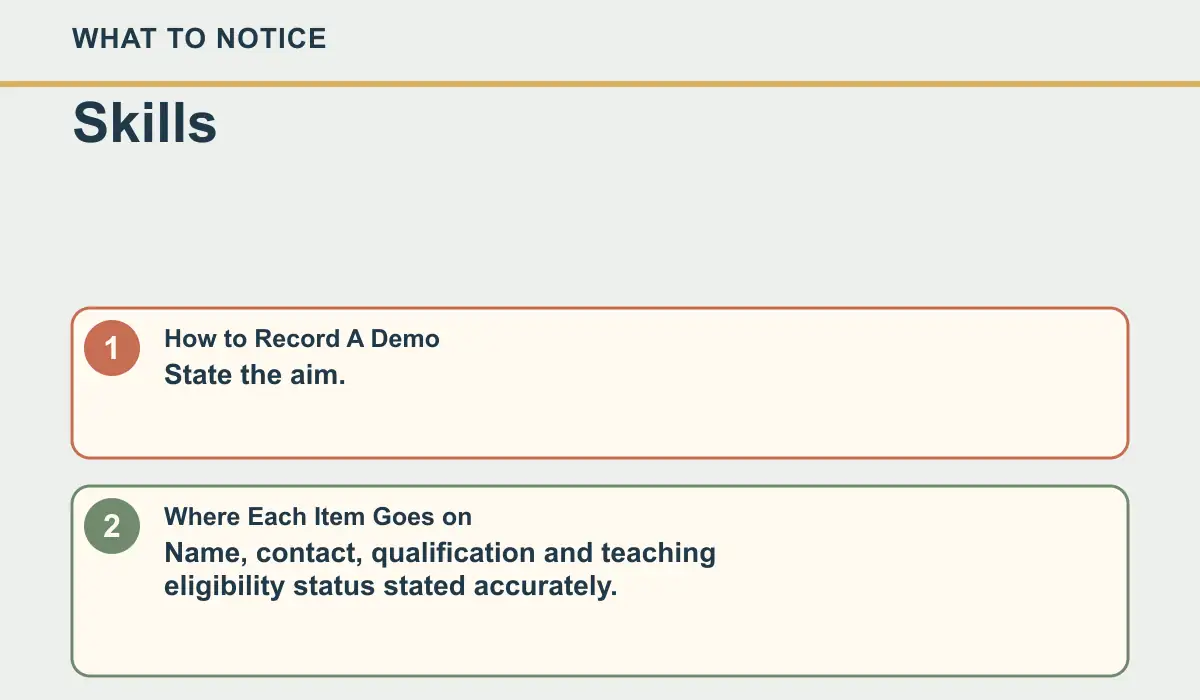 WHAT TO NOTICE
Skills
1
How to Record A Demo
State the aim.
2
Where Each Item Goes on
Name, contact, qualification and teaching
eligibility status stated accurately.